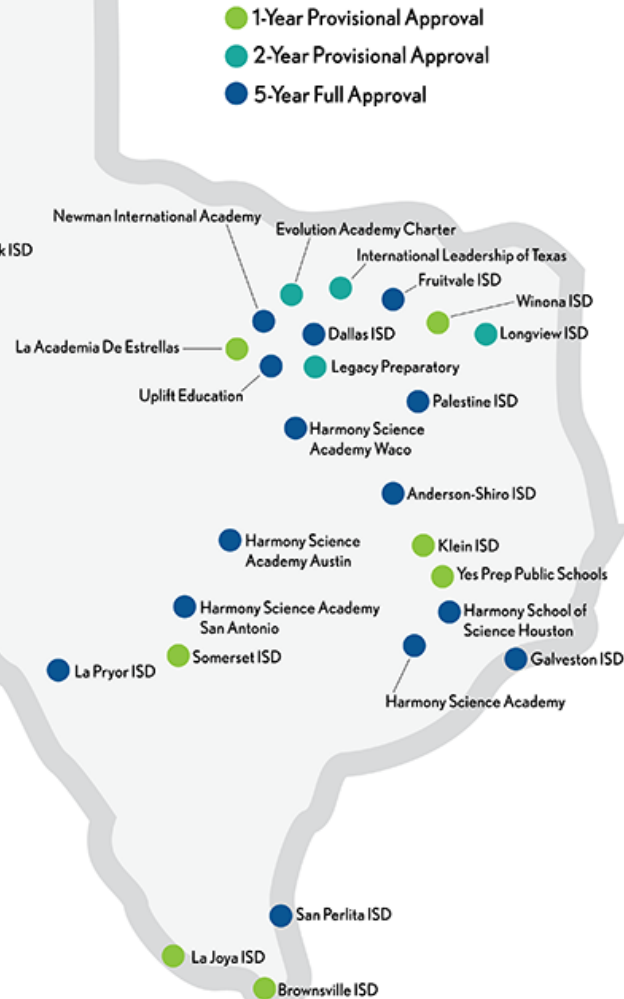 1-Year Provisional Approval
2-Year Provisional Approval
5-Year Full Approval
Newman International Academy
Evolution Academy Charter
k ISD
International Leadership of Texas
Fruitvale ISD
Winona ISD
Dallas ISD
Longview ISD
La Academia De Estrellas
Legacy Preparatory
Uplift Education
Palestine ISD
Harmony Science
Academy Waco
Anderson-Shiro ISD
Harmony Science
Academy Austin
Klein ISD
Yes Prep Public Schools
Harmony Science Academy
San Antonio
Harmony School of
Science Houston
Somerset ISD
Galveston ISD
La Pryor ISD
Harmony Science Academy
San Perlita ISD
La Joya ISD
Brownsville ISD